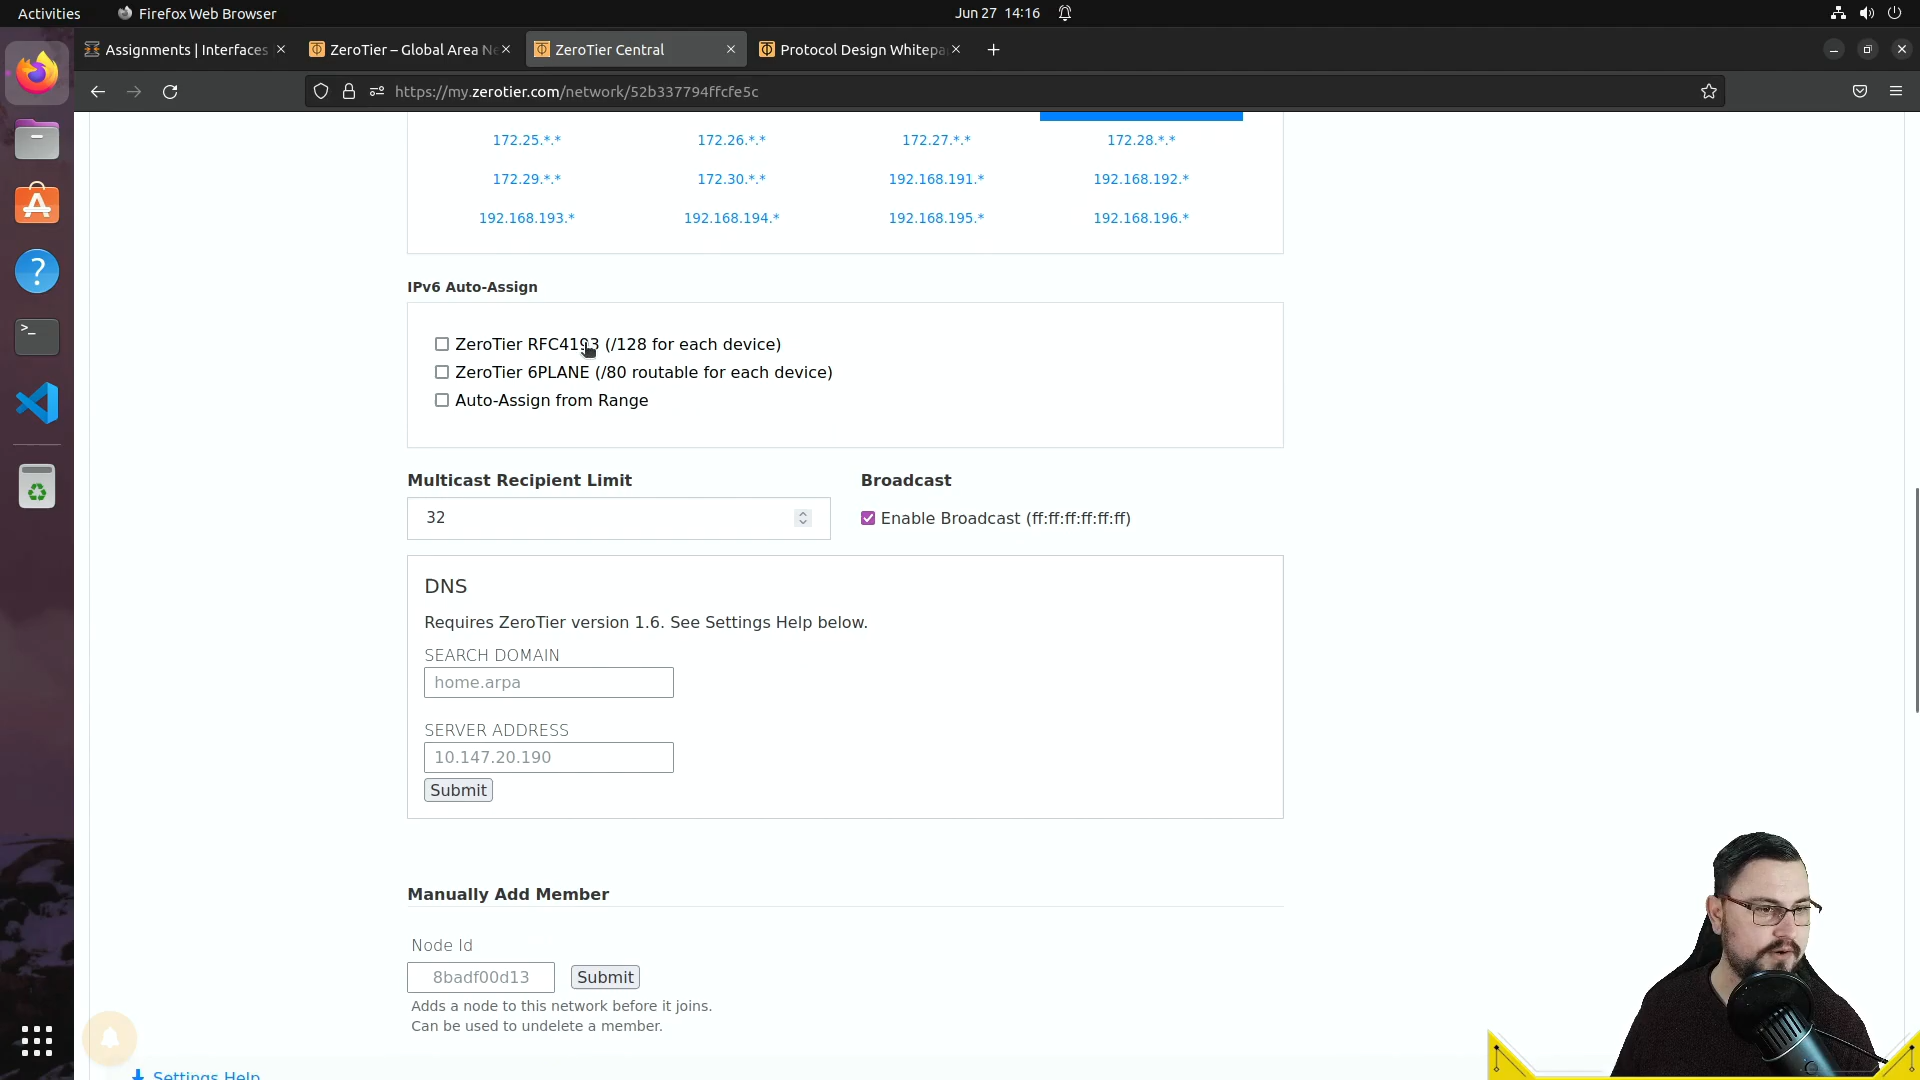 Activities
Firefox Web Browser
Jun 27 14:16
Assignments | Interfaces
ZeroTier – Global Area Ne
ZeroTier Central
Protocol Design Whitepa
https://my.zerotier.com/network/52b337794ffcfe5c
172.25.*.* 172.26.*.* 172.27.*.* 172.28.*.*
172.29.*.* 172.30.*.* 192.168.191.* 192.168.192.*
192.168.193.* 192.168.194.* 192.168.195.* 192.168.196.*
IPv6 Auto-Assign
ZeroTier RFC4193 (/128 for each device)
ZeroTier 6PLANE (/80 routable for each device)
Auto-Assign from Range
Multicast Recipient Limit
Broadcast
32
Enable Broadcast (ff:ff:ff:ff:ff:ff)
DNS
Requires ZeroTier version 1.6. See Settings Help below.
SEARCH DOMAIN
home.arpa
SERVER ADDRESS
10.147.20.190
Submit
Manually Add Member
Node Id
8badf00d13
Submit
Adds a node to this network before it joins.
Can be used to undelete a member.
Settings Help